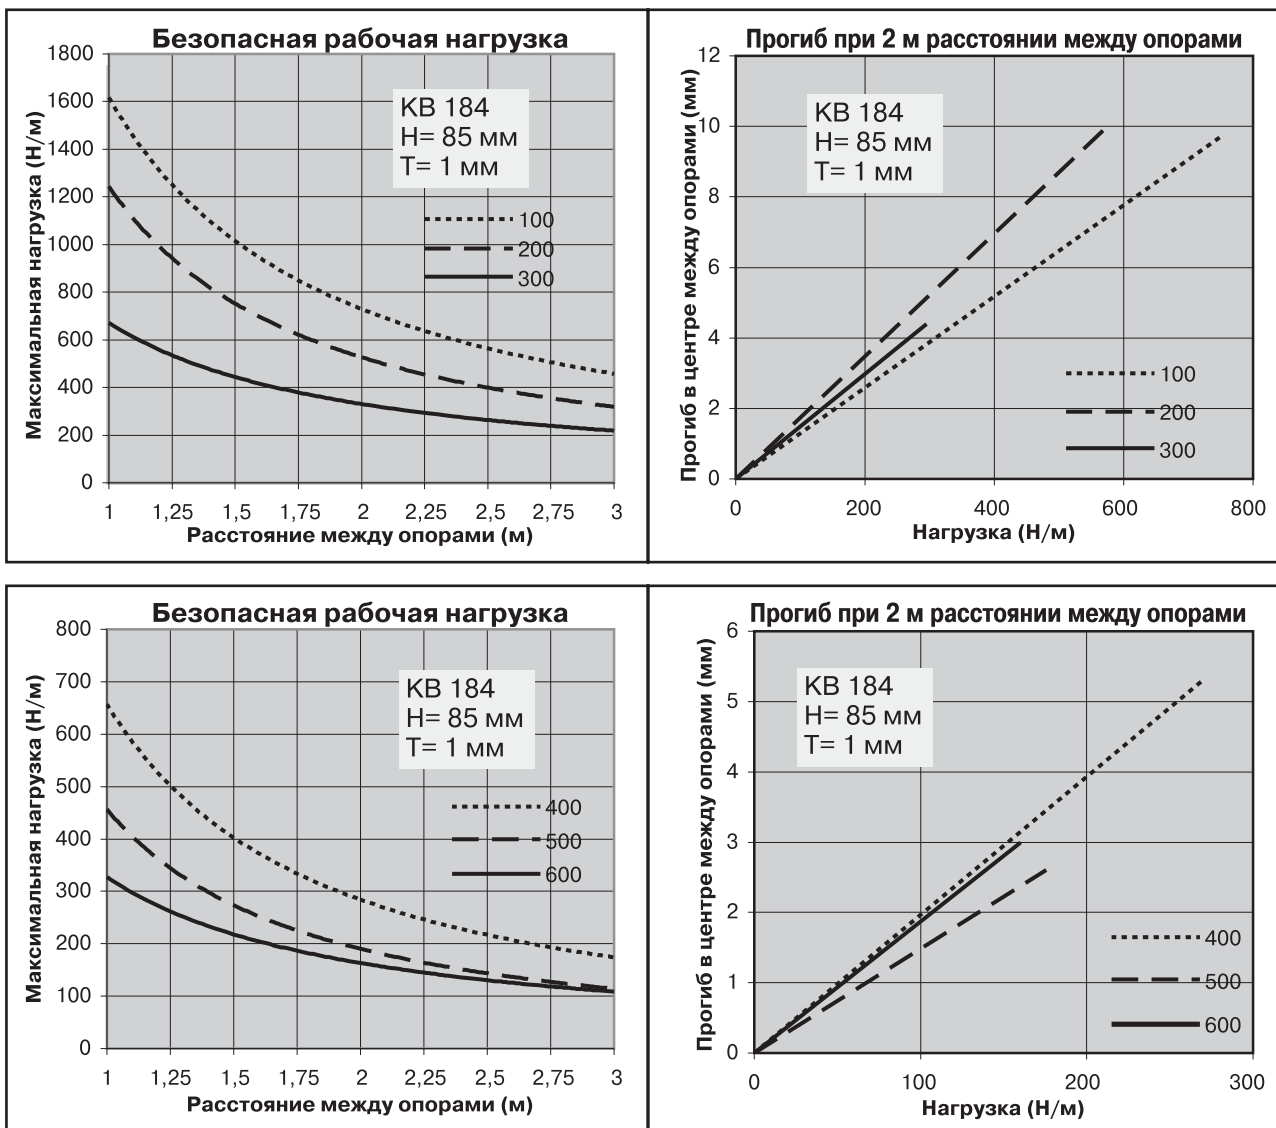 Безопасная рабочая нагрузка
Максимальная нагрузка (Н/м)
1800
1600
1400
1200
1000
800
600
400
200
0
КВ 184
Н= 85 мм
Т= 1 мм
100
200
300
1 1,25 1,5 1,75 2 2,25 2,5 2,75 3
Расстояние между опорами (м)
Прогиб при 2 м расстоянии между опорами
Прогиб в центре между опорами (мм)
12
10
8
6
4
2
0
КВ 184
Н= 85 мм
Т= 1 мм
100
200
300
0 200 400 600 800
Нагрузка (Н/м)
Безопасная рабочая нагрузка
Максимальная нагрузка (Н/м)
800
700
600
500
400
300
200
100
0
КВ 184
Н= 85 мм
Т= 1 мм
400
500
600
1 1,25 1,5 1,75 2 2,25 2,5 2,75 3
Расстояние между опорами (м)
Прогиб при 2 м расстоянии между опорами
Прогиб в центре между опорами (мм)
6
5
4
3
2
1
0
КВ 184
Н= 85 мм
Т= 1 мм
400
500
600
0 100 200 300
Нагрузка (Н/м)